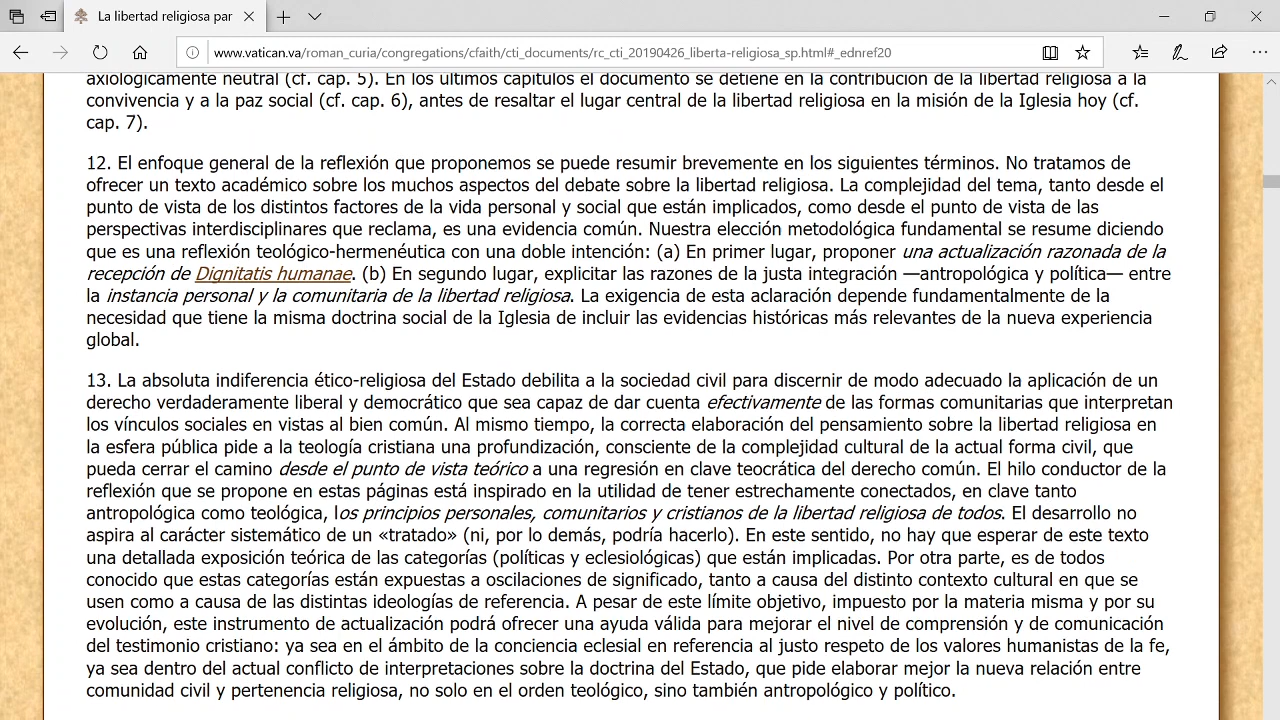 La libertad religiosa par
www.vatican.va/roman_curia/congregations/cfaith/cti_documents/rc_cti_20190426_liberta-religiosa_sp.html#_ednref20
axiológicamente neutral (cf. cap. 5). En los últimos capítulos el documento se detiene en la contribución de la libertad religiosa a la
convivencia y a la paz social (cf. cap. 6), antes de resaltar el lugar central de la libertad religiosa en la misión de la Iglesia hoy (cf.
cap. 7).
12. El enfoque general de la reflexión que proponemos se puede resumir brevemente en los siguientes términos. No tratamos de
ofrecer un texto académico sobre los muchos aspectos del debate sobre la libertad religiosa. La complejidad del tema, tanto desde el
punto de vista de los distintos factores de la vida personal y social que están implicados, como desde el punto de vista de las
perspectivas interdisciplinares que reclama, es una evidencia común. Nuestra elección metodológica fundamental se resume diciendo
que es una reflexión teológico-hermenéutica con una doble intención: (a) En primer lugar, proponer una actualización razonada de la
recepción de Dignitatis humanae. (b) En segundo lugar, explicitar las razones de la justa integración —antropológica y política— entre
la instancia personal y la comunitaria de la libertad religiosa. La exigencia de esta aclaración depende fundamentalmente de la
necesidad que tiene la misma doctrina social de la Iglesia de incluir las evidencias históricas más relevantes de la nueva experiencia
global.
13. La absoluta indiferencia ético-religiosa del Estado debilita a la sociedad civil para discernir de modo adecuado la aplicación de un
derecho verdaderamente liberal y democrático que sea capaz de dar cuenta efectivamente de las formas comunitarias que interpretan
los vínculos sociales en vistas al bien común. Al mismo tiempo, la correcta elaboración del pensamiento sobre la libertad religiosa en
la esfera pública pide a la teología cristiana una profundización, consciente de la complejidad cultural de la actual forma civil, que
pueda cerrar el camino desde el punto de vista teórico a una regresión en clave teocrática del derecho común. El hilo conductor de la
reflexión que se propone en estas páginas está inspirado en la utilidad de tener estrechamente conectados, en clave tanto
antropológica como teológica, los principios personales, comunitarios y cristianos de la libertad religiosa de todos. El desarrollo no
aspira al carácter sistemático de un «tratado» (ni, por lo demás, podría hacerlo). En este sentido, no hay que esperar de este texto
una detallada exposición teórica de las categorías (políticas y eclesiológicas) que están implicadas. Por otra parte, es de todos
conocido que estas categorías están expuestas a oscilaciones de significado, tanto a causa del distinto contexto cultural en que se
usen como a causa de las distintas ideologías de referencia. A pesar de este límite objetivo, impuesto por la materia misma y por su
evolución, este instrumento de actualización podrá ofrecer una ayuda válida para mejorar el nivel de comprensión y de comunicación
del testimonio cristiano: ya sea en el ámbito de la conciencia eclesial en referencia al justo respeto de los valores humanistas de la fe,
ya sea dentro del actual conflicto de interpretaciones sobre la doctrina del Estado, que pide elaborar mejor la nueva relación entre
comunidad civil y pertenencia religiosa, no solo en el orden teológico, sino también antropológico y político.